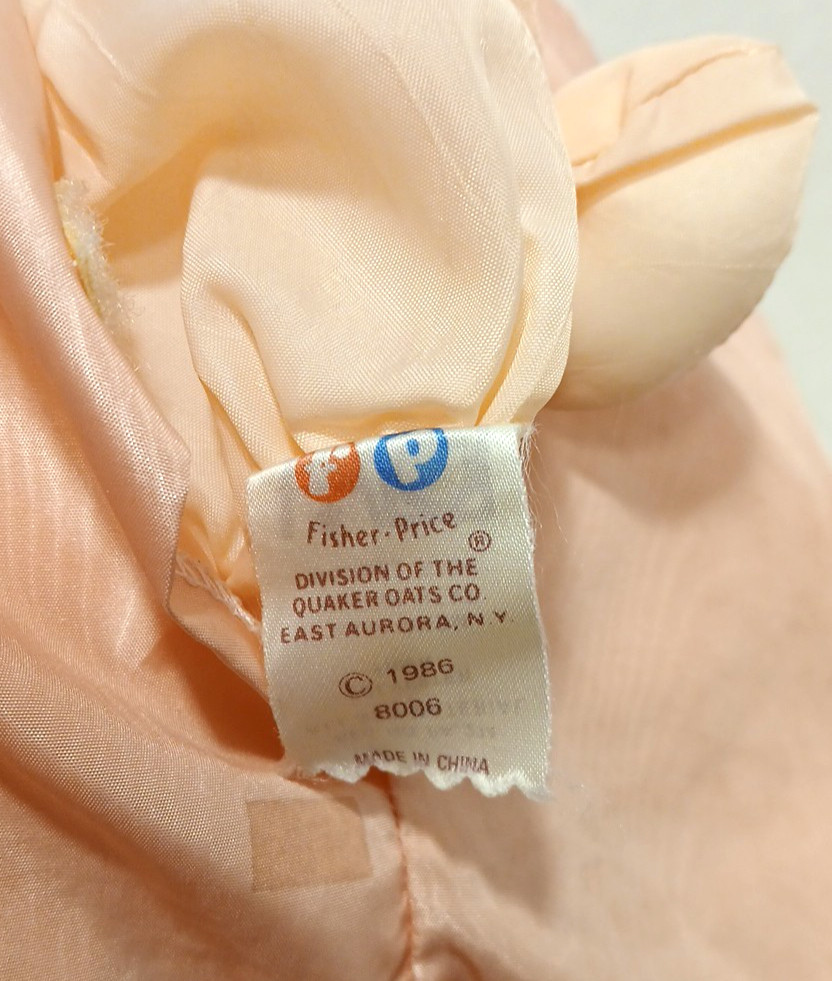 fP
Fisher-Price ®
DIVISION OF THE
QUAKER OATS CO.
EAST AURORA, N.Y.
© 1986
8006
MADE IN CHINA